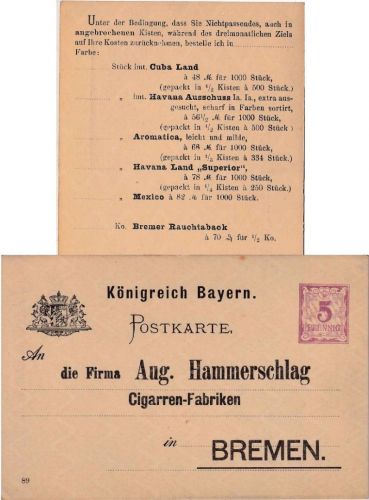 Unter der Bedingung, dass Sie Nichtpassendes, auch in
angebrochenen Kisten, während des dreimonatlichen Ziels
auf Ihre Kosten zurücknehmen, bestelle ich in
Farbe:
Stück imt. Cuba Land
à 48 ℳ für 1000 Stück,
(gepackt in 1/2 Kisten à 500 Stück)
„ imt. Havana Ausschuss Ia. Ia., extra aus-
gesucht, scharf in Farben sortirt,
à 56 1/2 ℳ für 1000 Stück,
(gepackt in 1/2 Kisten à 500 Stück)
„ Aromatica, leicht und milde,
à 68 ℳ für 1000 Stück,
(gepackt in 1/3 Kisten à 334 Stück)
„ Havana Land „Superior“,
à 78 ℳ für 1000 Stück,
(gepackt in 1/4 Kisten à 250 Stück)
„ Mexico à 82 ℳ für 1000 Stück
Ko. Bremer Rauchtaback
à 70 ₰ für 1/2 Ko.
Königreich Bayern.
POSTKARTE.
5
PFENNIG
An
die Firma Aug. Hammerschlag
Cigarren-Fabriken
in BREMEN.
89